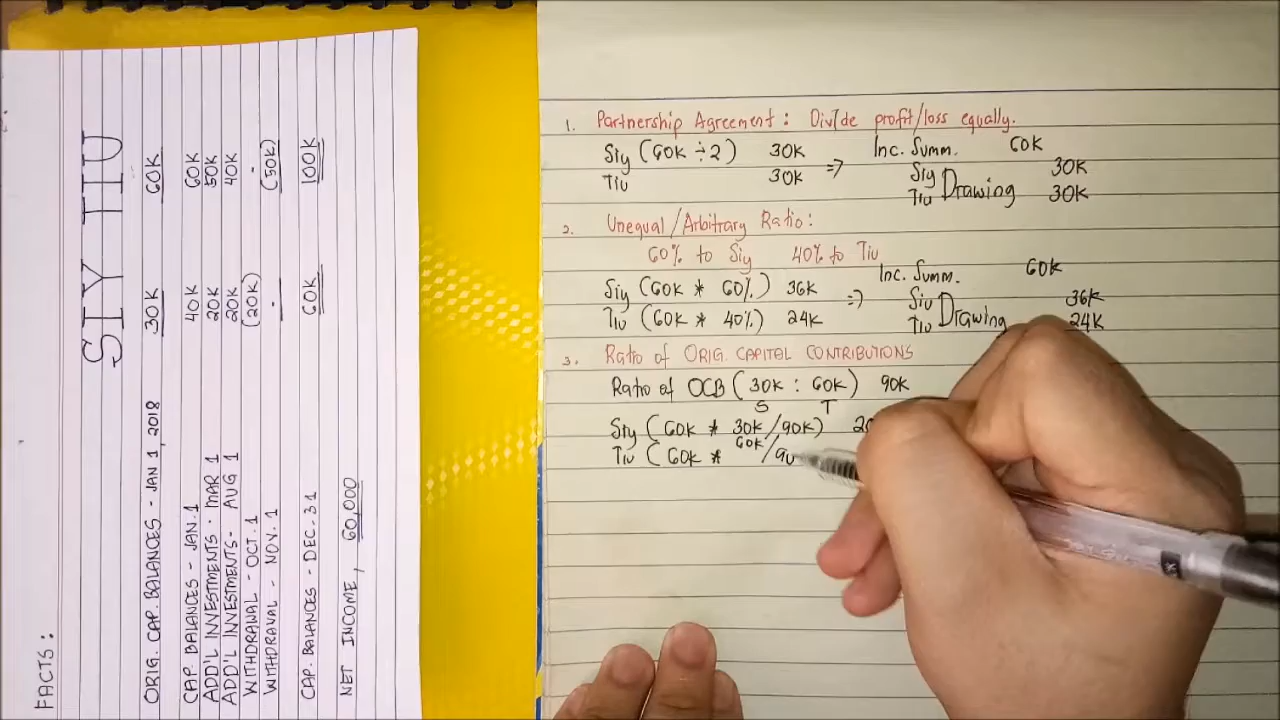 FACTS:
SIY TIU
ORIG. CAP. BALANCES - JAN 1, 2018 30K 60K
CAP. BALANCES - JAN. 1 40K 60K
ADD'L INVESTMENTS - MAR 1 20K 50K
ADD'L INVESTMENTS - AUG 1 20K 40K
WITHDRAWAL - OCT. 1 (20K) -
WITHDRAWAL - NOV. 1 - (50K)
CAP. BALANCES - DEC. 31 60K 100K
NET INCOME, 60,000
1. Partnership Agreement: Divide profit/loss equally.
Siy (60K ÷ 2) 30K => Inc. Summ. 60K
Tiu 30K Siy Drawing 30K
Tiu 30K
2. Unequal/Arbitrary Ratio:
60% to Siy 40% to Tiu
Siy (60K * 60%) 36K => Inc. Summ. 60K
Tiu (60K * 40%) 24K Siy Drawing 36K
Tiu 24K
3. Ratio of ORIG. CAPITAL CONTRIBUTIONS
Ratio of OCB (30K : 60K) 90K
S T
Siy (60K * 30K/90K) 20
Tiu (60K * 60K/90